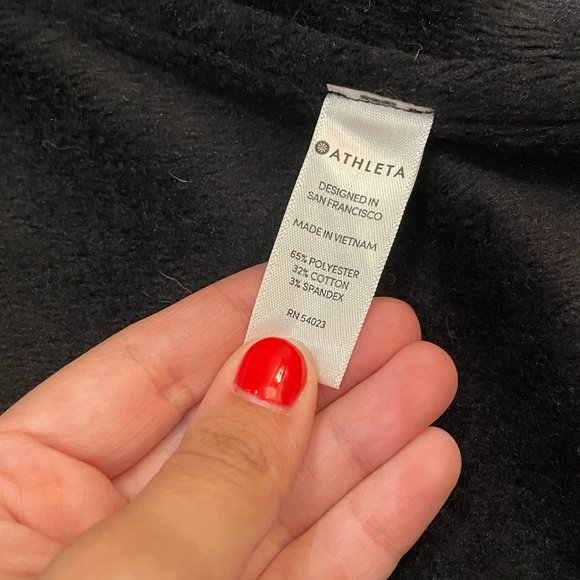 ATHLETA
DESIGNED IN
SAN FRANCISCO
MADE IN VIETNAM
65% POLYESTER
32% COTTON
3% SPANDEX
RN 54023